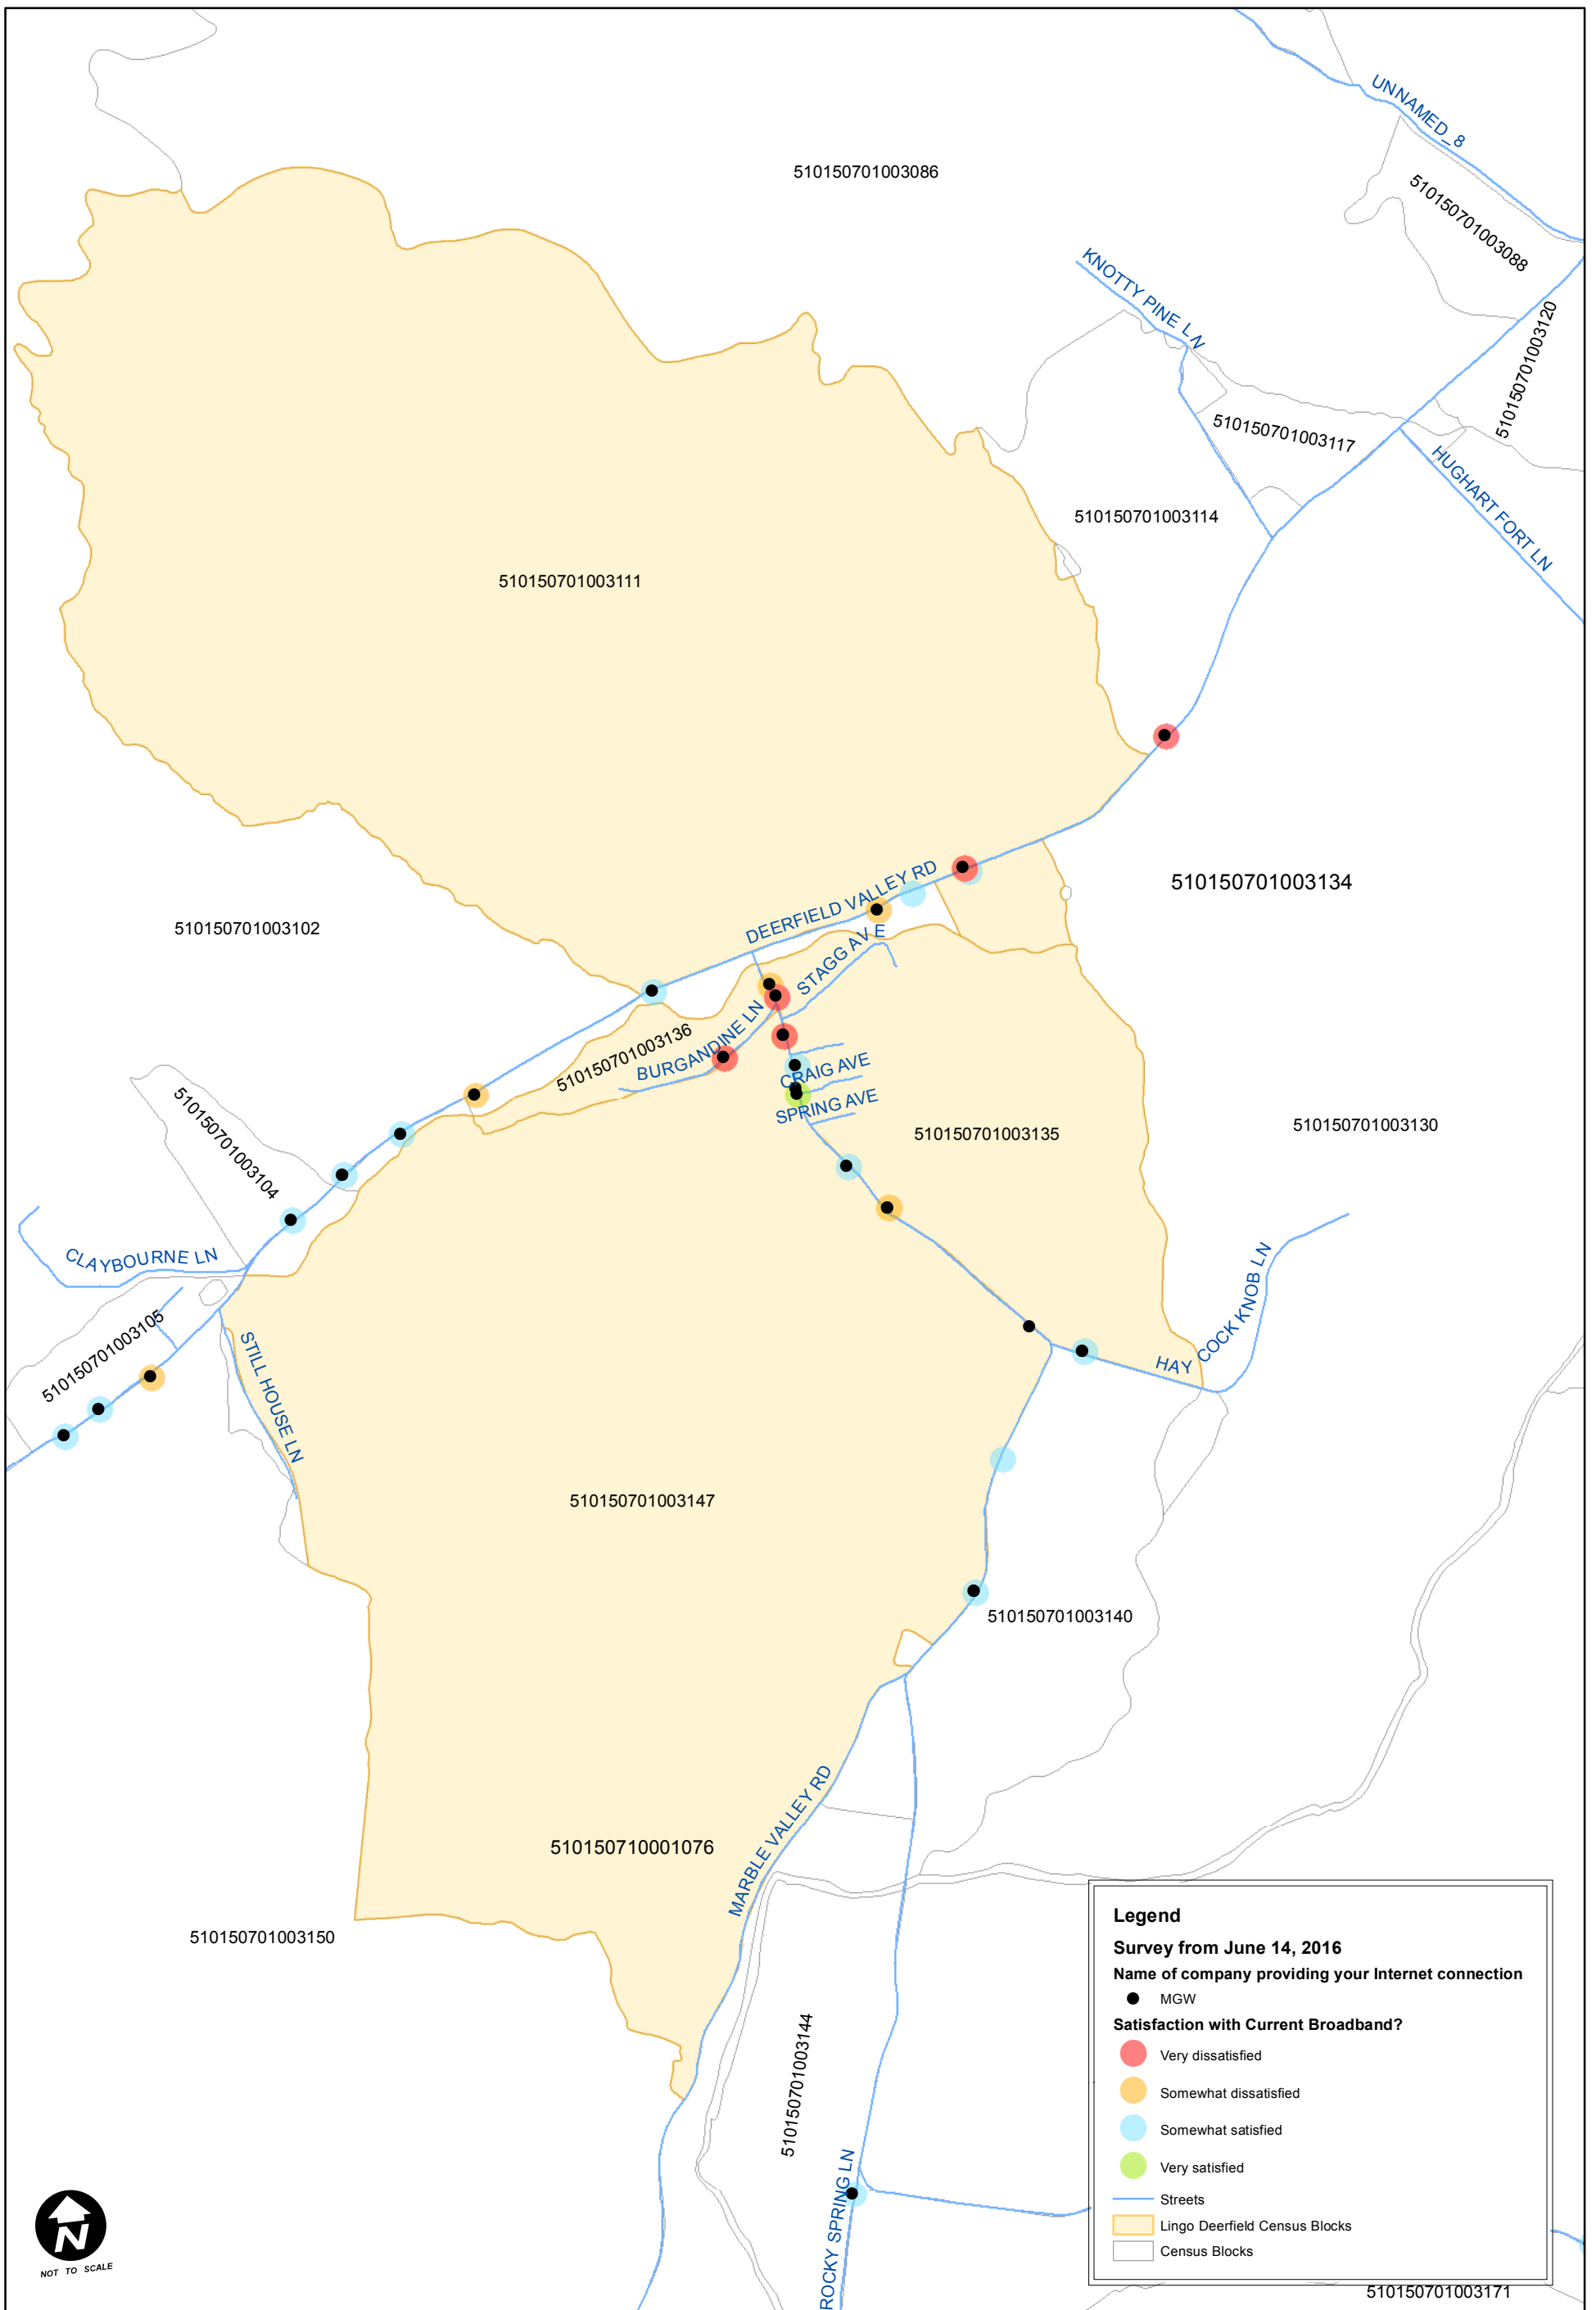 UNNAMED_8
510150701003086
510150701003088
KNOTTY PINE LN
510150701003120
510150701003117
HUGHART FORT LN
510150701003114
510150701003111
DEERFIELD VALLEY RD
510150701003134
510150701003102
STAGG AVE
BURGANDINE LN
510150701003136
CRAIG AVE
SPRING AVE
510150701003104
510150701003135
510150701003130
CLAYBOURNE LN
HAY COCK KNOB LN
510150701003105
STILL HOUSE LN
510150701003147
510150701003140
MARBLE VALLEY RD
510150710001076
510150701003150
510150701003144
ROCKY SPRING LN
Legend
Survey from June 14, 2016
Name of company providing your Internet connection
MGW
Satisfaction with Current Broadband?
Very dissatisfied
Somewhat dissatisfied
Somewhat satisfied
Very satisfied
Streets
Lingo Deerfield Census Blocks
Census Blocks
510150701003171
N
NOT TO SCALE